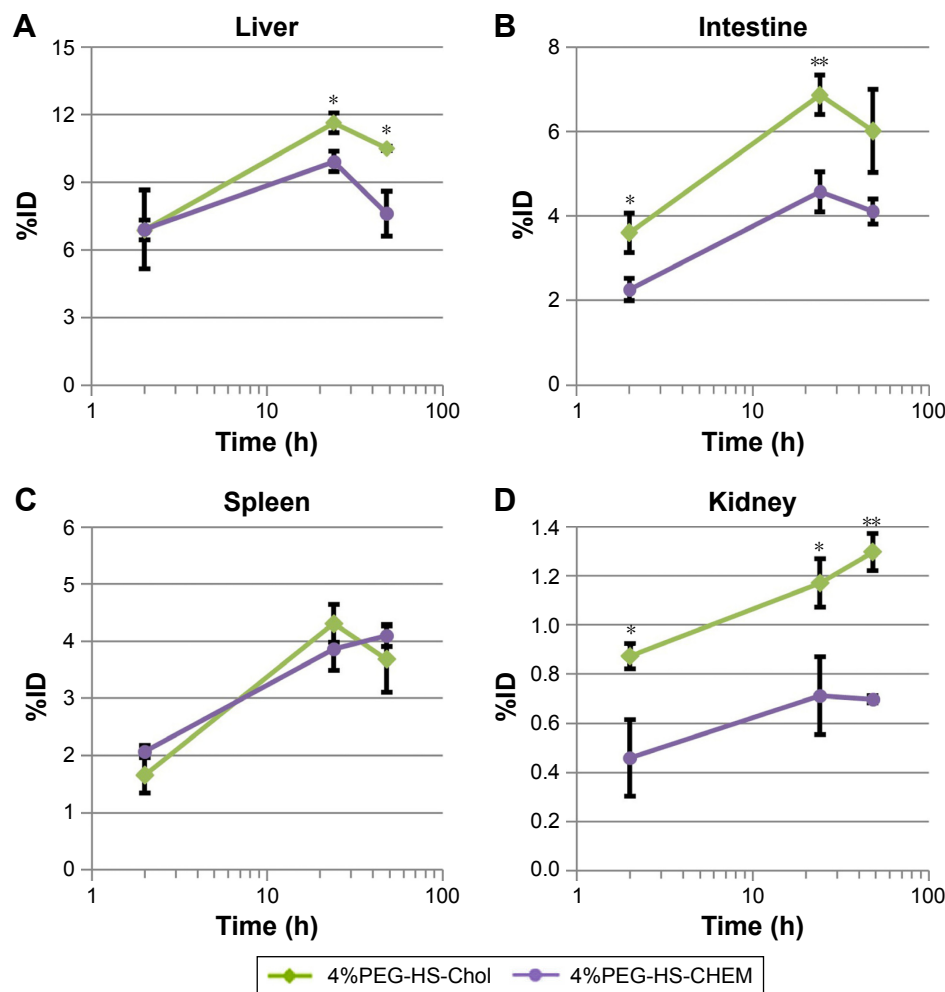 A Liver
15
12
9
6
3
0
%ID
*
*
1 10 100
Time (h)
B Intestine
8
6
4
2
0
%ID
*
**
1 10 100
Time (h)
C Spleen
6
5
4
3
2
1
0
%ID
1 10 100
Time (h)
D Kidney
1.4
1.2
1.0
0.8
0.6
0.4
0.2
0.0
%ID
*
*
**
1 10 100
Time (h)
4%PEG-HS-Chol 4%PEG-HS-CHEM